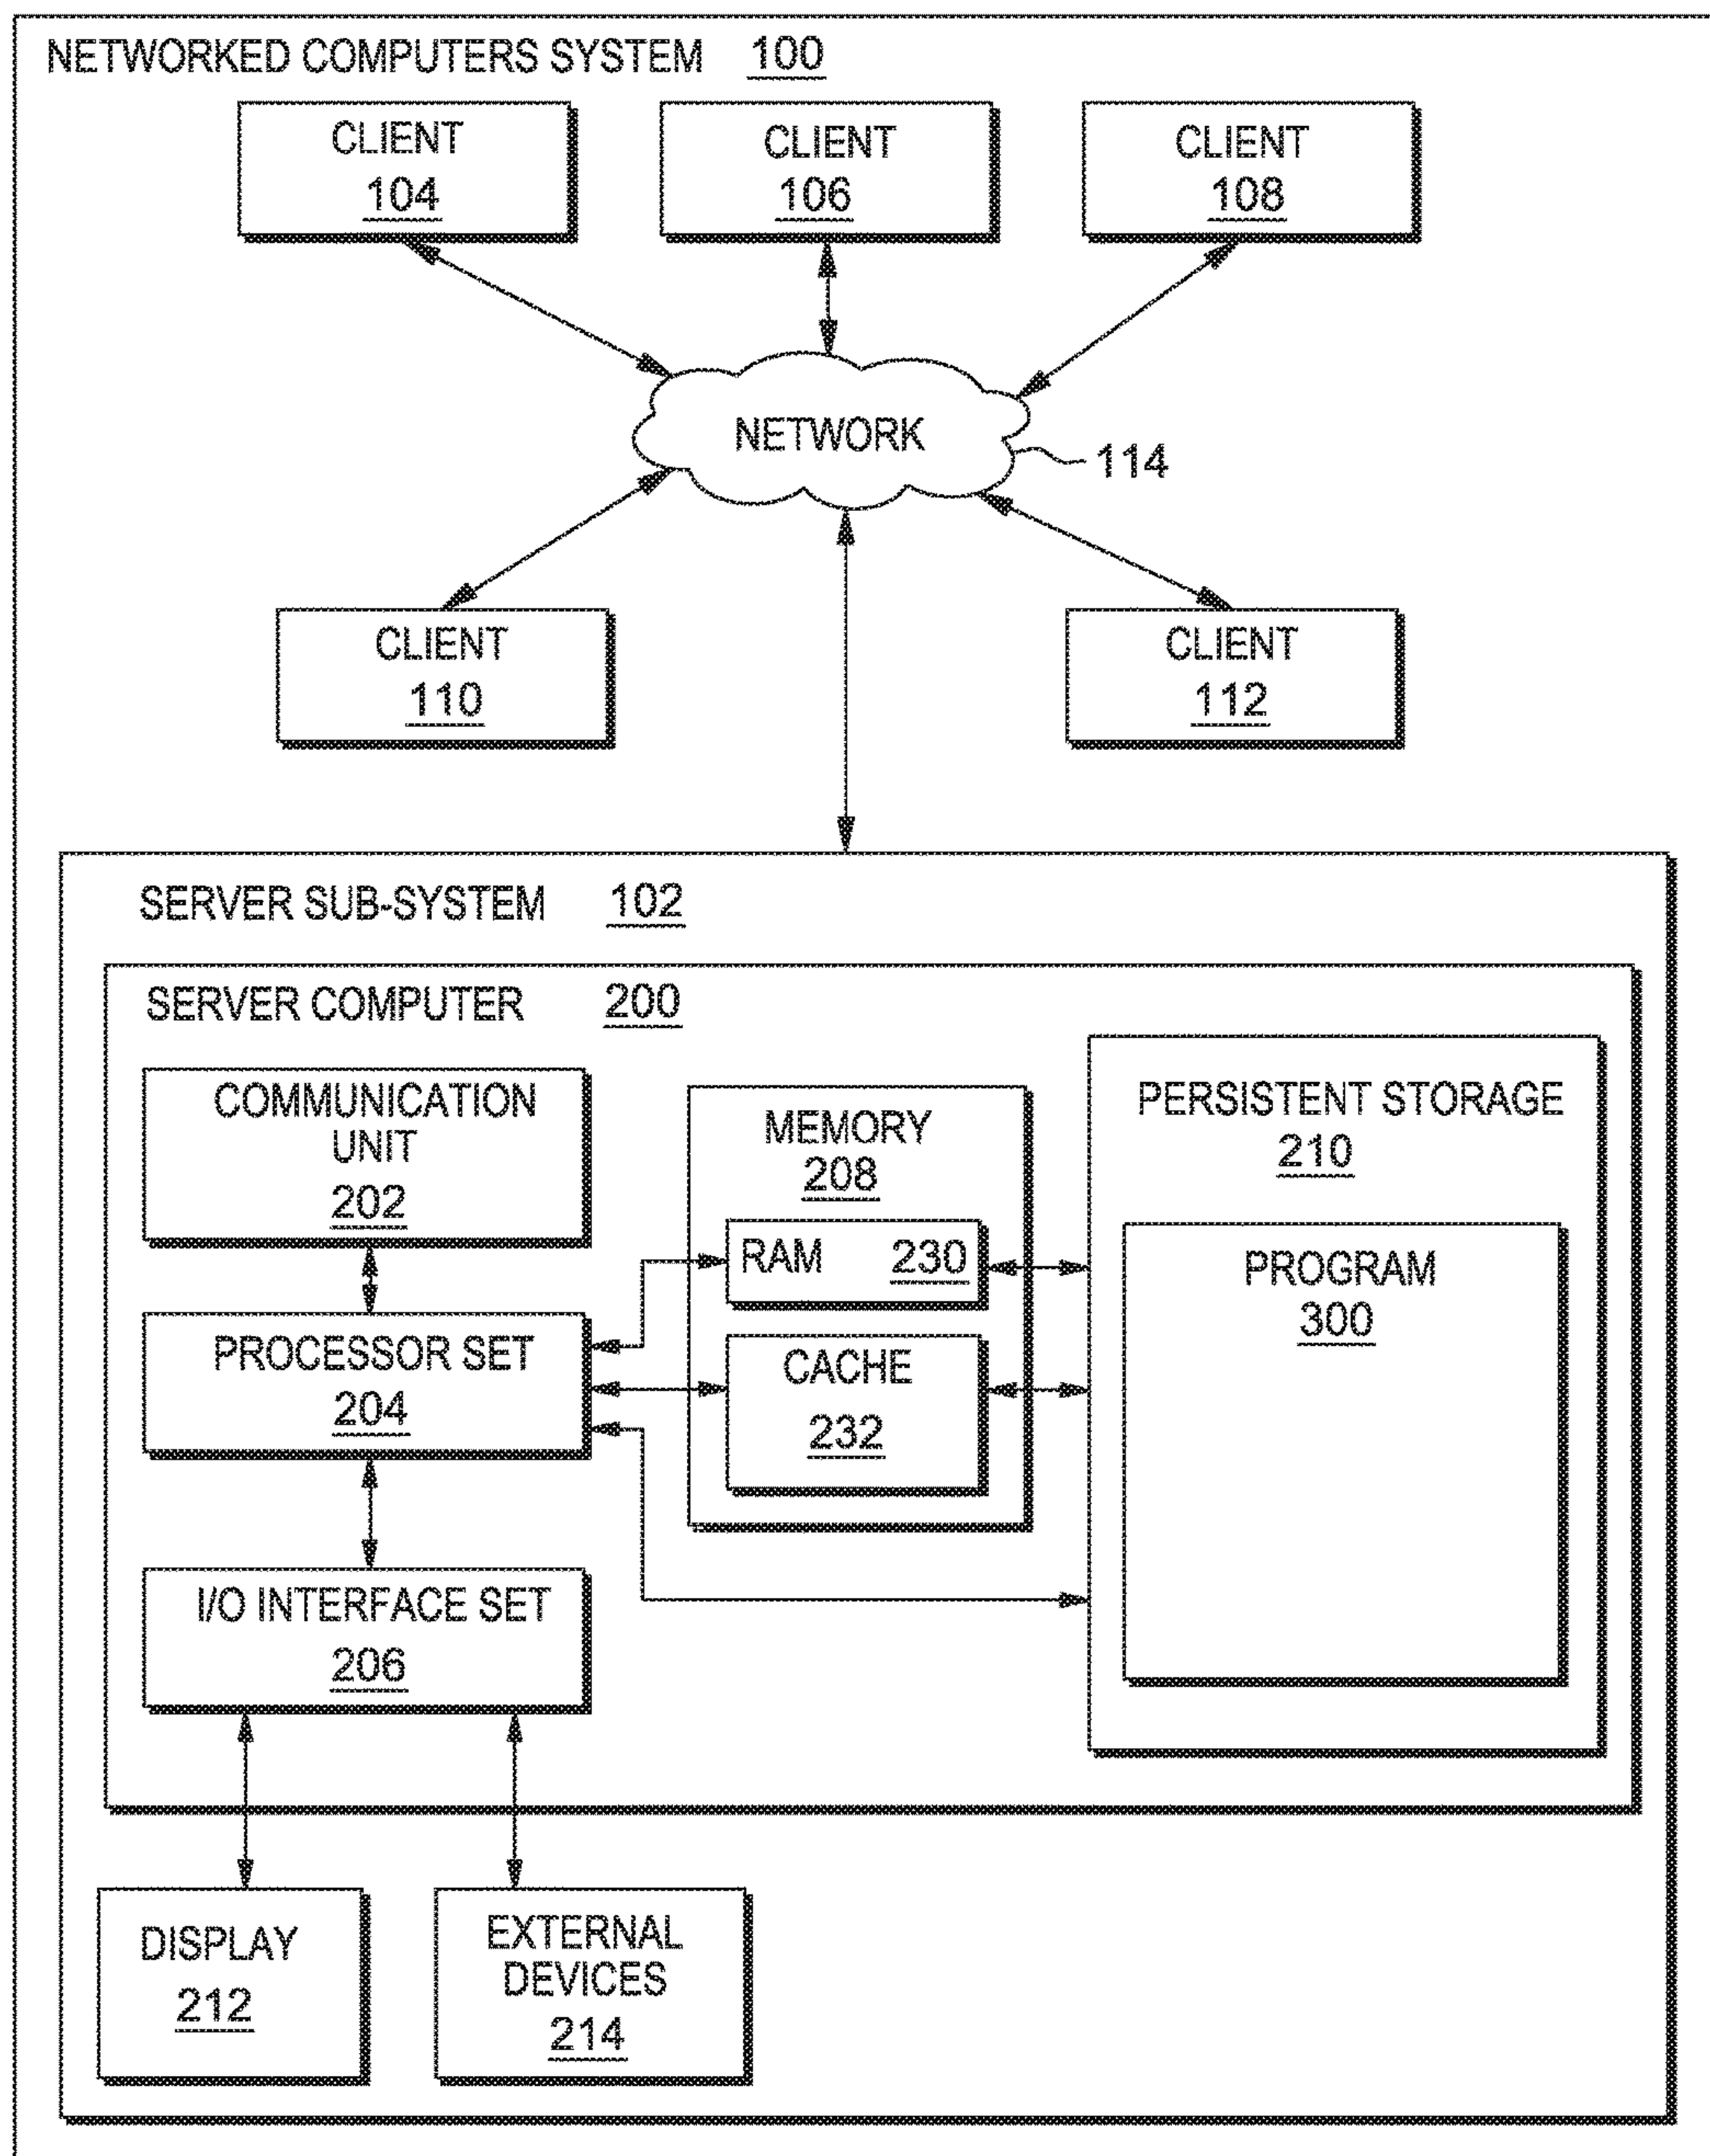 NETWORKED COMPUTERS SYSTEM 100
CLIENT
104
CLIENT
106
CLIENT
108
NETWORK
114
CLIENT
110
CLIENT
112
SERVER SUB-SYSTEM 102
SERVER COMPUTER 200
COMMUNICATION
UNIT
202
PROCESSOR SET
204
I/O INTERFACE SET
206
MEMORY
208
RAM 230
CACHE
232
PERSISTENT STORAGE
210
PROGRAM
300
DISPLAY
212
EXTERNAL
DEVICES
214